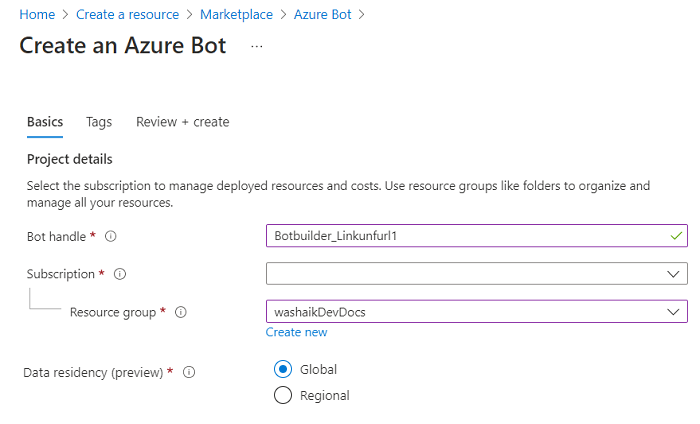 Home > Create a resource > Marketplace > Azure Bot >
Create an Azure Bot ...
Basics Tags Review + create
Project details
Select the subscription to manage deployed resources and costs. Use resource groups like folders to organize and
manage all your resources.
Bot handle * Botbuilder_Linkunfurl1
Subscription *
Resource group * washaikDevDocs
Create new
Data residency (preview) * Global
Regional